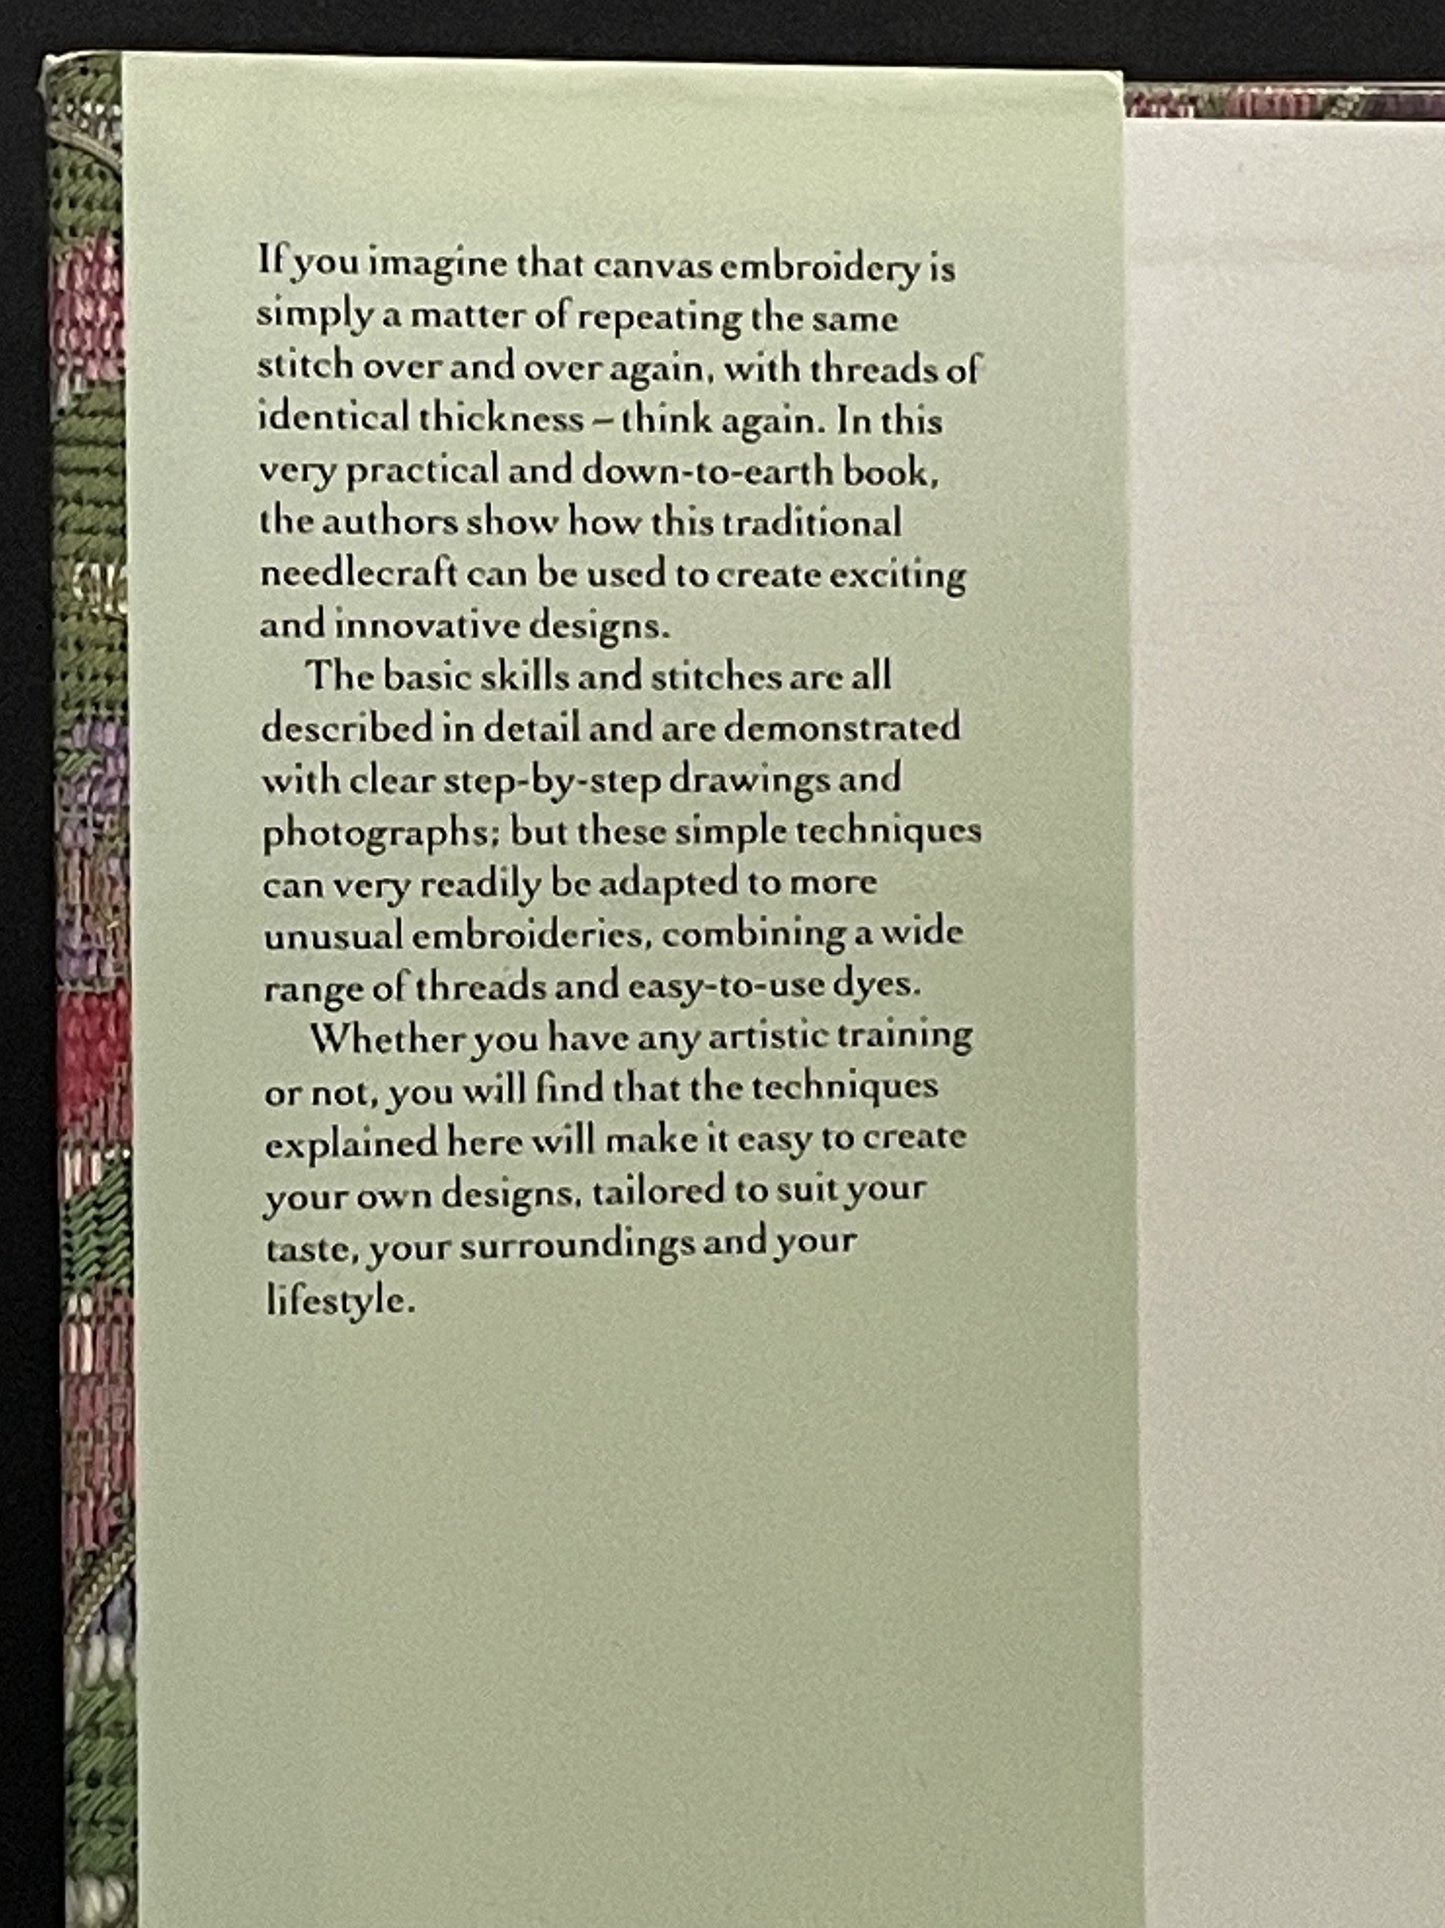 If you imagine that canvas embroidery is
simply a matter of repeating the same
stitch over and over again, with threads of
identical thickness – think again. In this
very practical and down-to-earth book,
the authors show how this traditional
needlecraft can be used to create exciting
and innovative designs.
The basic skills and stitches are all
described in detail and are demonstrated
with clear step-by-step drawings and
photographs; but these simple techniques
can very readily be adapted to more
unusual embroideries, combining a wide
range of threads and easy-to-use dyes.
Whether you have any artistic training
or not, you will find that the techniques
explained here will make it easy to create
your own designs, tailored to suit your
taste, your surroundings and your
lifestyle.